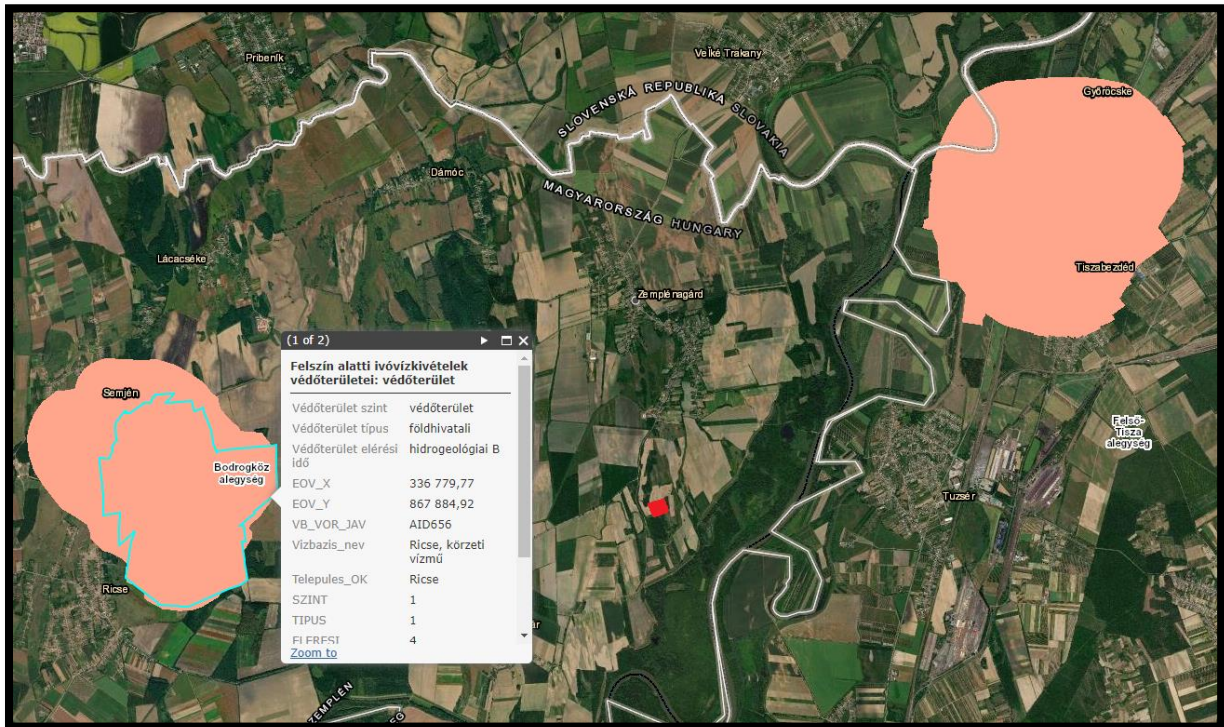 Pribeník
Veľké Trakany
Győröcske
SLOVENSKÁ REPUBLIKA SLOVAKIA
MAGYARORSZÁG HUNGARY
Dámóc
Lácacséke
Tiszabezdéd
Zemplénagárd
(1 of 2)
Felszín alatti ivóvízkivételek
védőterületei: védőterület
Védőterület szint védőterület
Védőterület típus földhivatali
Védőterület elérési hidrogeológiai B
idő
EOV_X 336 779,77
EOV_Y 867 884,92
VB_VOR_JAV AID656
Vizbazis_nev Ricse, körzeti
vízmű
Telepules_OK Ricse
SZINT 1
TIPUS 1
ELERESI 4
Zoom to
Semjén
Bodrogköz
alegység
Ricse
Felső-
Tisza
alegység
Tuzsér
ZEMPLÉN